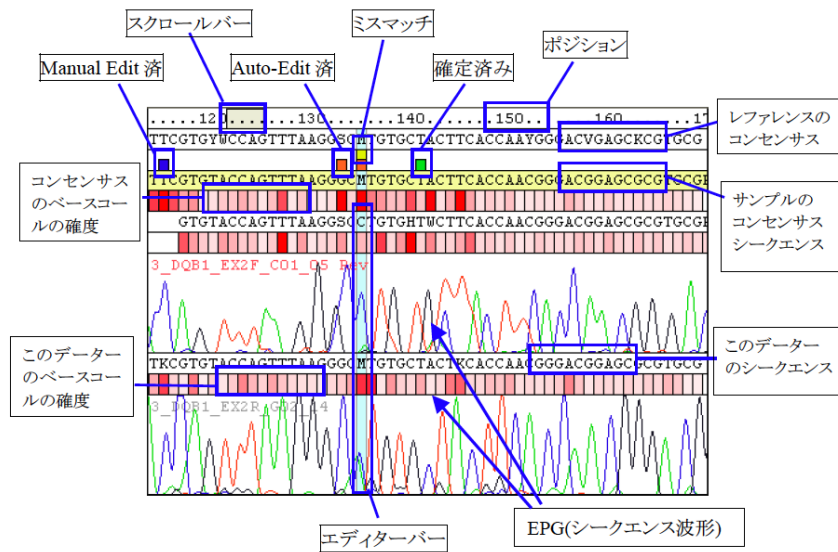 スクロールバー
ミスマッチ
Manual Edit 済
Auto-Edit 済
確定済み
ポジション
.....120.......130.......140.......150.......160.......17
TTCGTGYWCCAGTTTAAGGGSCMTGTGCTACTTCACCAAYGGGACVGAGCKCGTGCG
レファレンスの
コンセンサス
コンセンサス
のベースコー
ルの確度
CGTGTACCAGTTTAAGGGCMTGTGCTACTTCACCAACGGGACGGAGCGCGTGCG
サンプルの
コンセンサス
シークエンス
GTGTACCAGTTTAAGGSCTGTGHTWCTTCACCAACGGGACGGAGCGCGTGCG
3_DQB1_EX2F_C01_05 Rev
このデーター
のベースコー
ルの確度
TKCGTGTACCAGTTTAAGGGCMTGTGCTACTKCACCAACGGGACGGAGCGCGTGCG
このデーター
のシークエンス
3_DQB1_EX2R_G02_14
エディターバー
EPG(シークエンス波形)